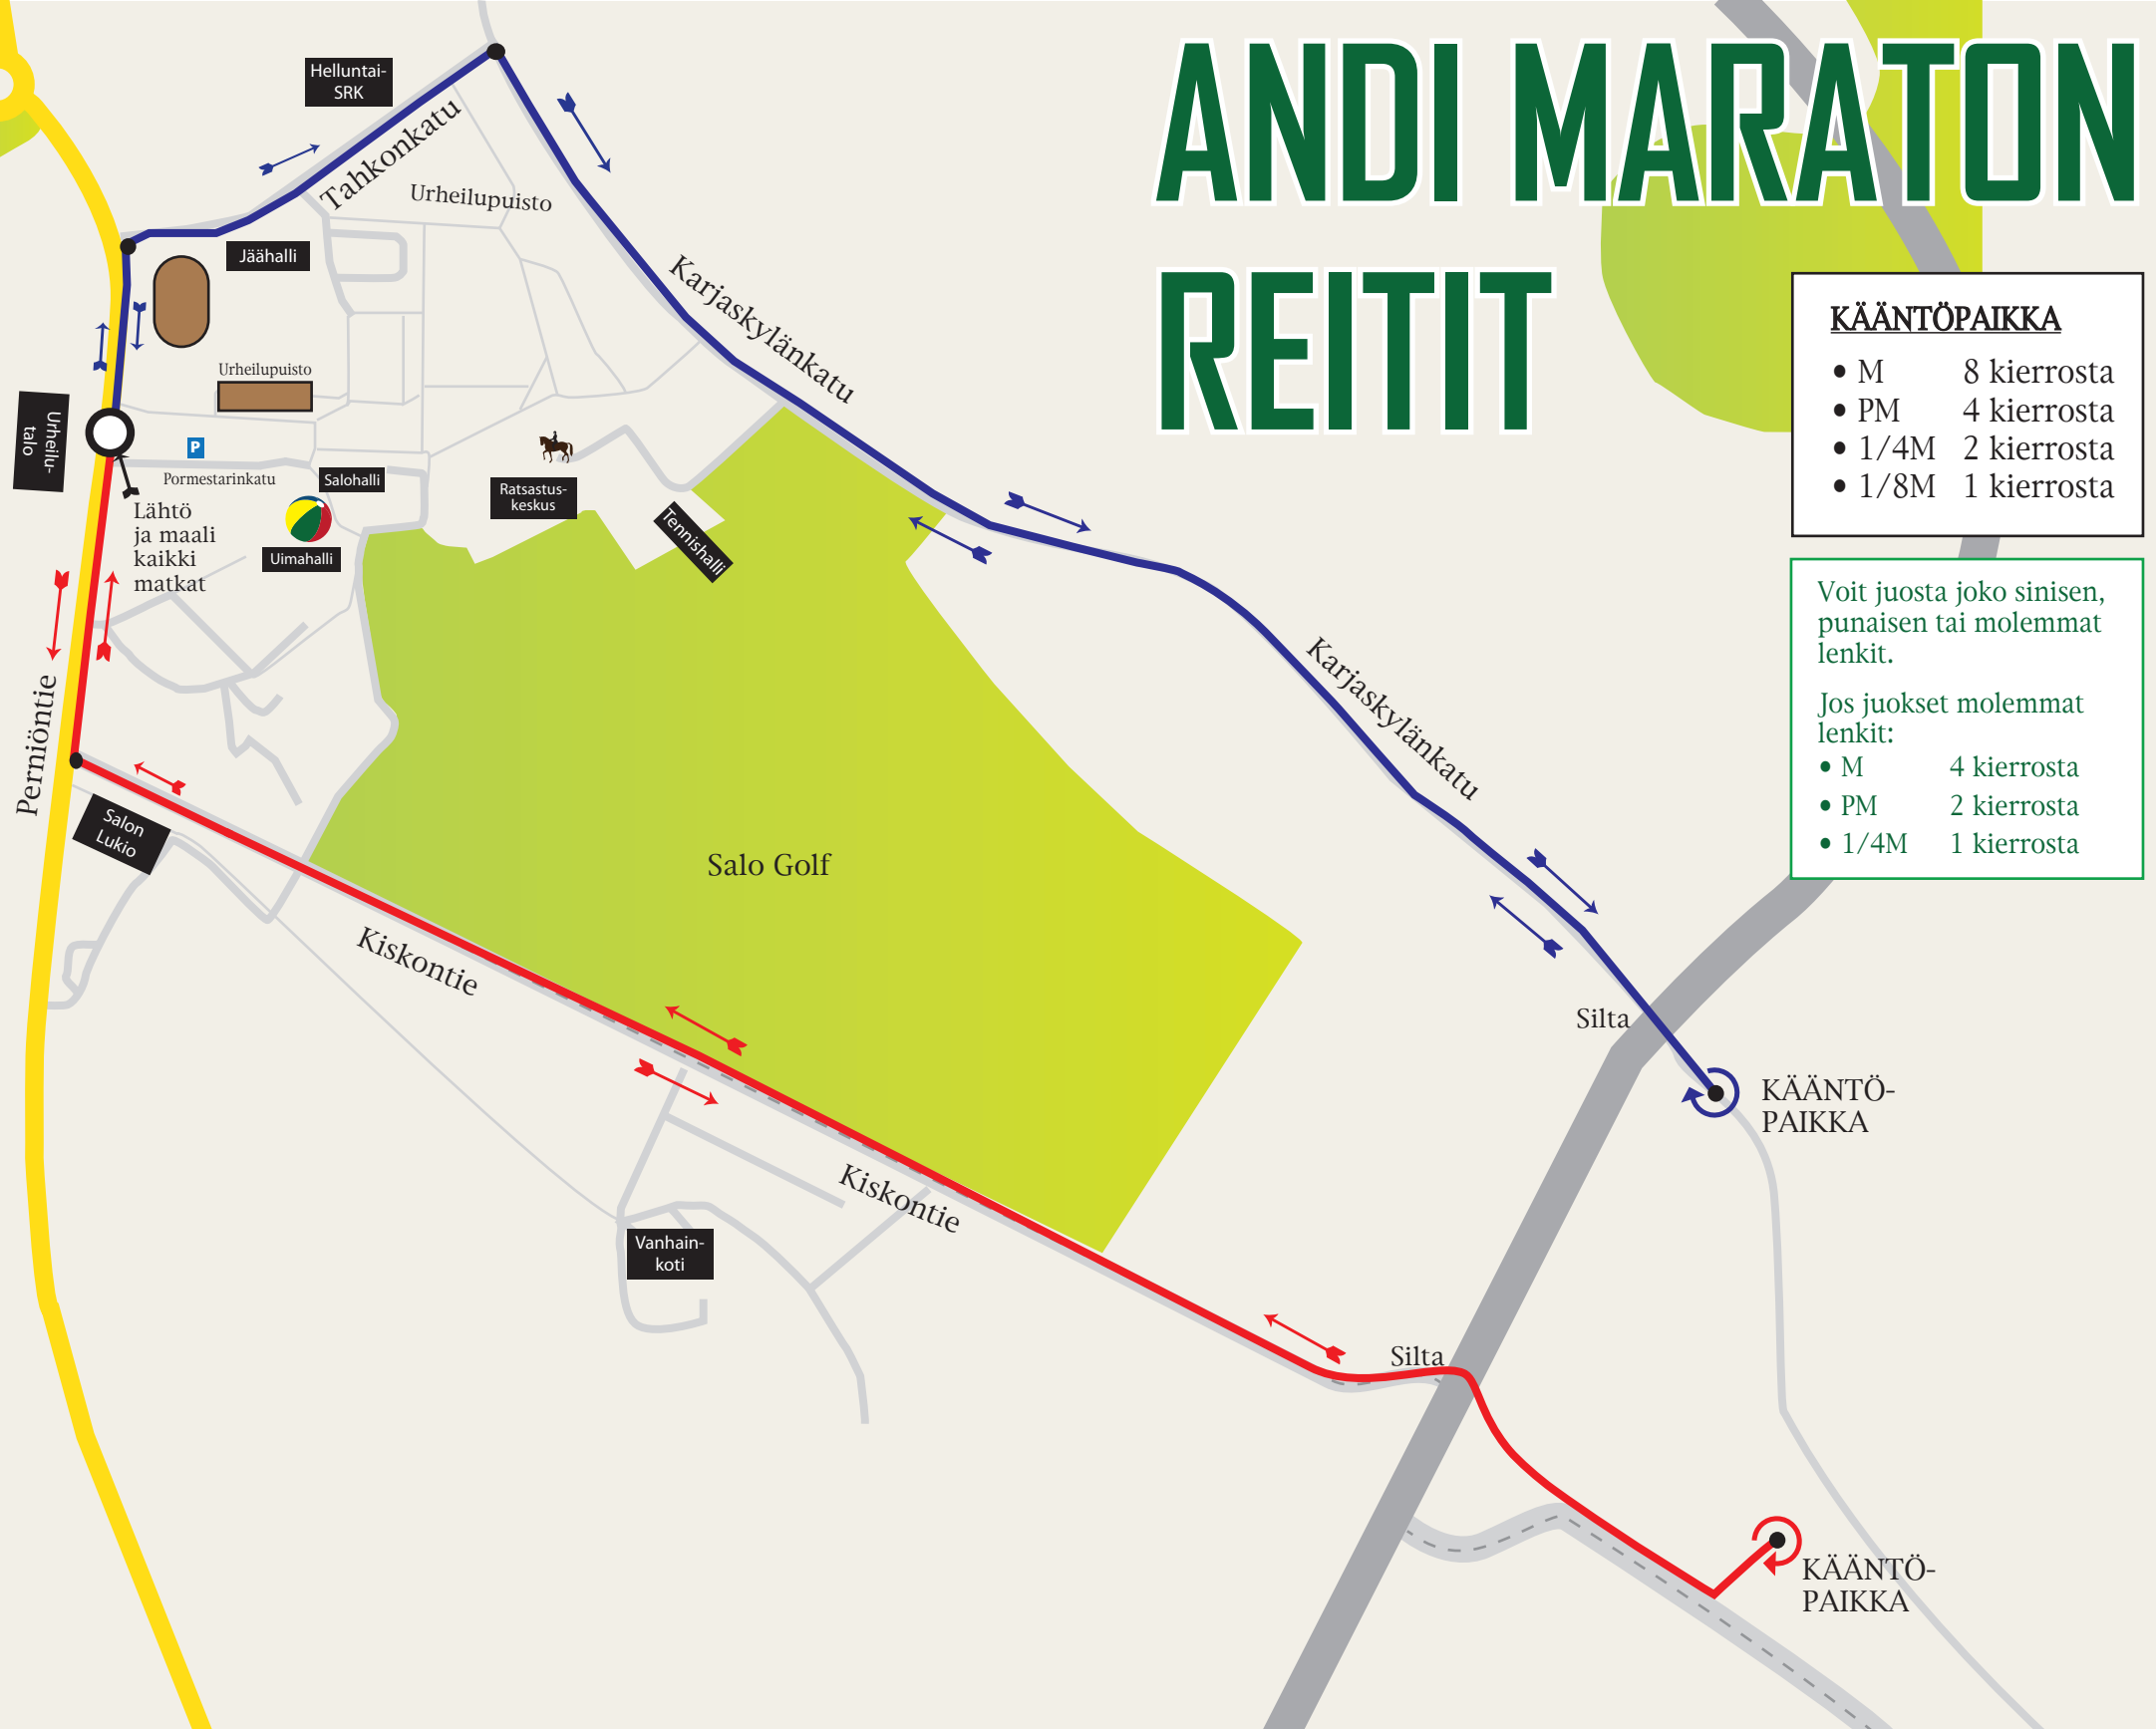 ANDI MARATON
REITIT
KÄÄNTÖPAIKKA
• M 8 kierrosta
• PM 4 kierrosta
• 1/4M 2 kierrosta
• 1/8M 1 kierrosta
Voit juosta joko sinisen,
punaisen tai molemmat
lenkit.
Jos juokset molemmat
lenkit:
• M 4 kierrosta
• PM 2 kierrosta
• 1/4M 1 kierrosta
Helluntai-
SRK
Tahkonkatu
Urheilupuisto
Jäähalli
Karjaskylänkatu
Urheilupuisto
Urheilu-
talo
P
Pormestarinkatu
Salohalli
Ratsastus-
keskus
Tennishalli
Lähtö
ja maali
kaikki
matkat
Uimahalli
Perniöntie
Karjaskylänkatu
Salon
Lukio
Salo Golf
Kiskontie
Silta
KÄÄNTÖ-
PAIKKA
Kiskontie
Vanhain-
koti
Silta
KÄÄNTÖ-
PAIKKA